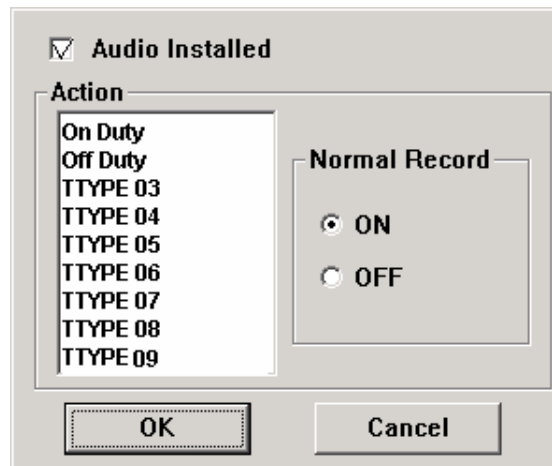 Audio Installed
Action
On Duty
Off Duty
TTYPE 03
TTYPE 04
TTYPE 05
TTYPE 06
TTYPE 07
TTYPE 08
TTYPE 09
Normal Record
ON
OFF
OK
Cancel